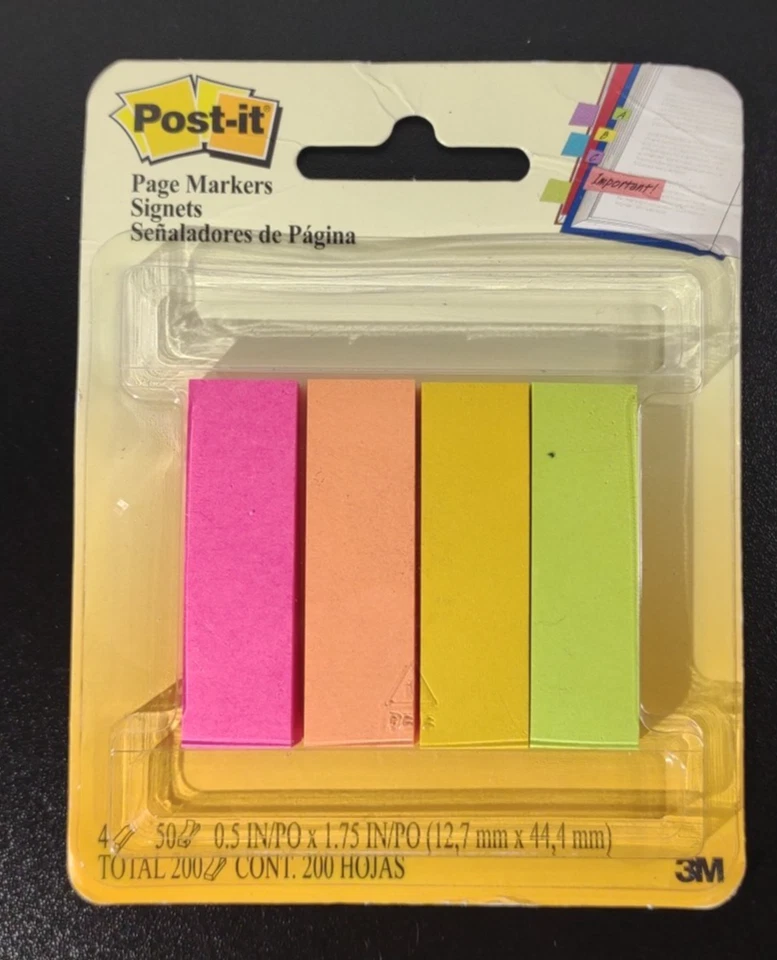 Post-it®
Page Markers
Signets
Señaladores de Página
A
B
C
Important!
4 50 0.5 IN/PO x 1.75 IN/PO (12,7 mm x 44,4 mm)
TOTAL 200 CONT. 200 HOJAS
3M